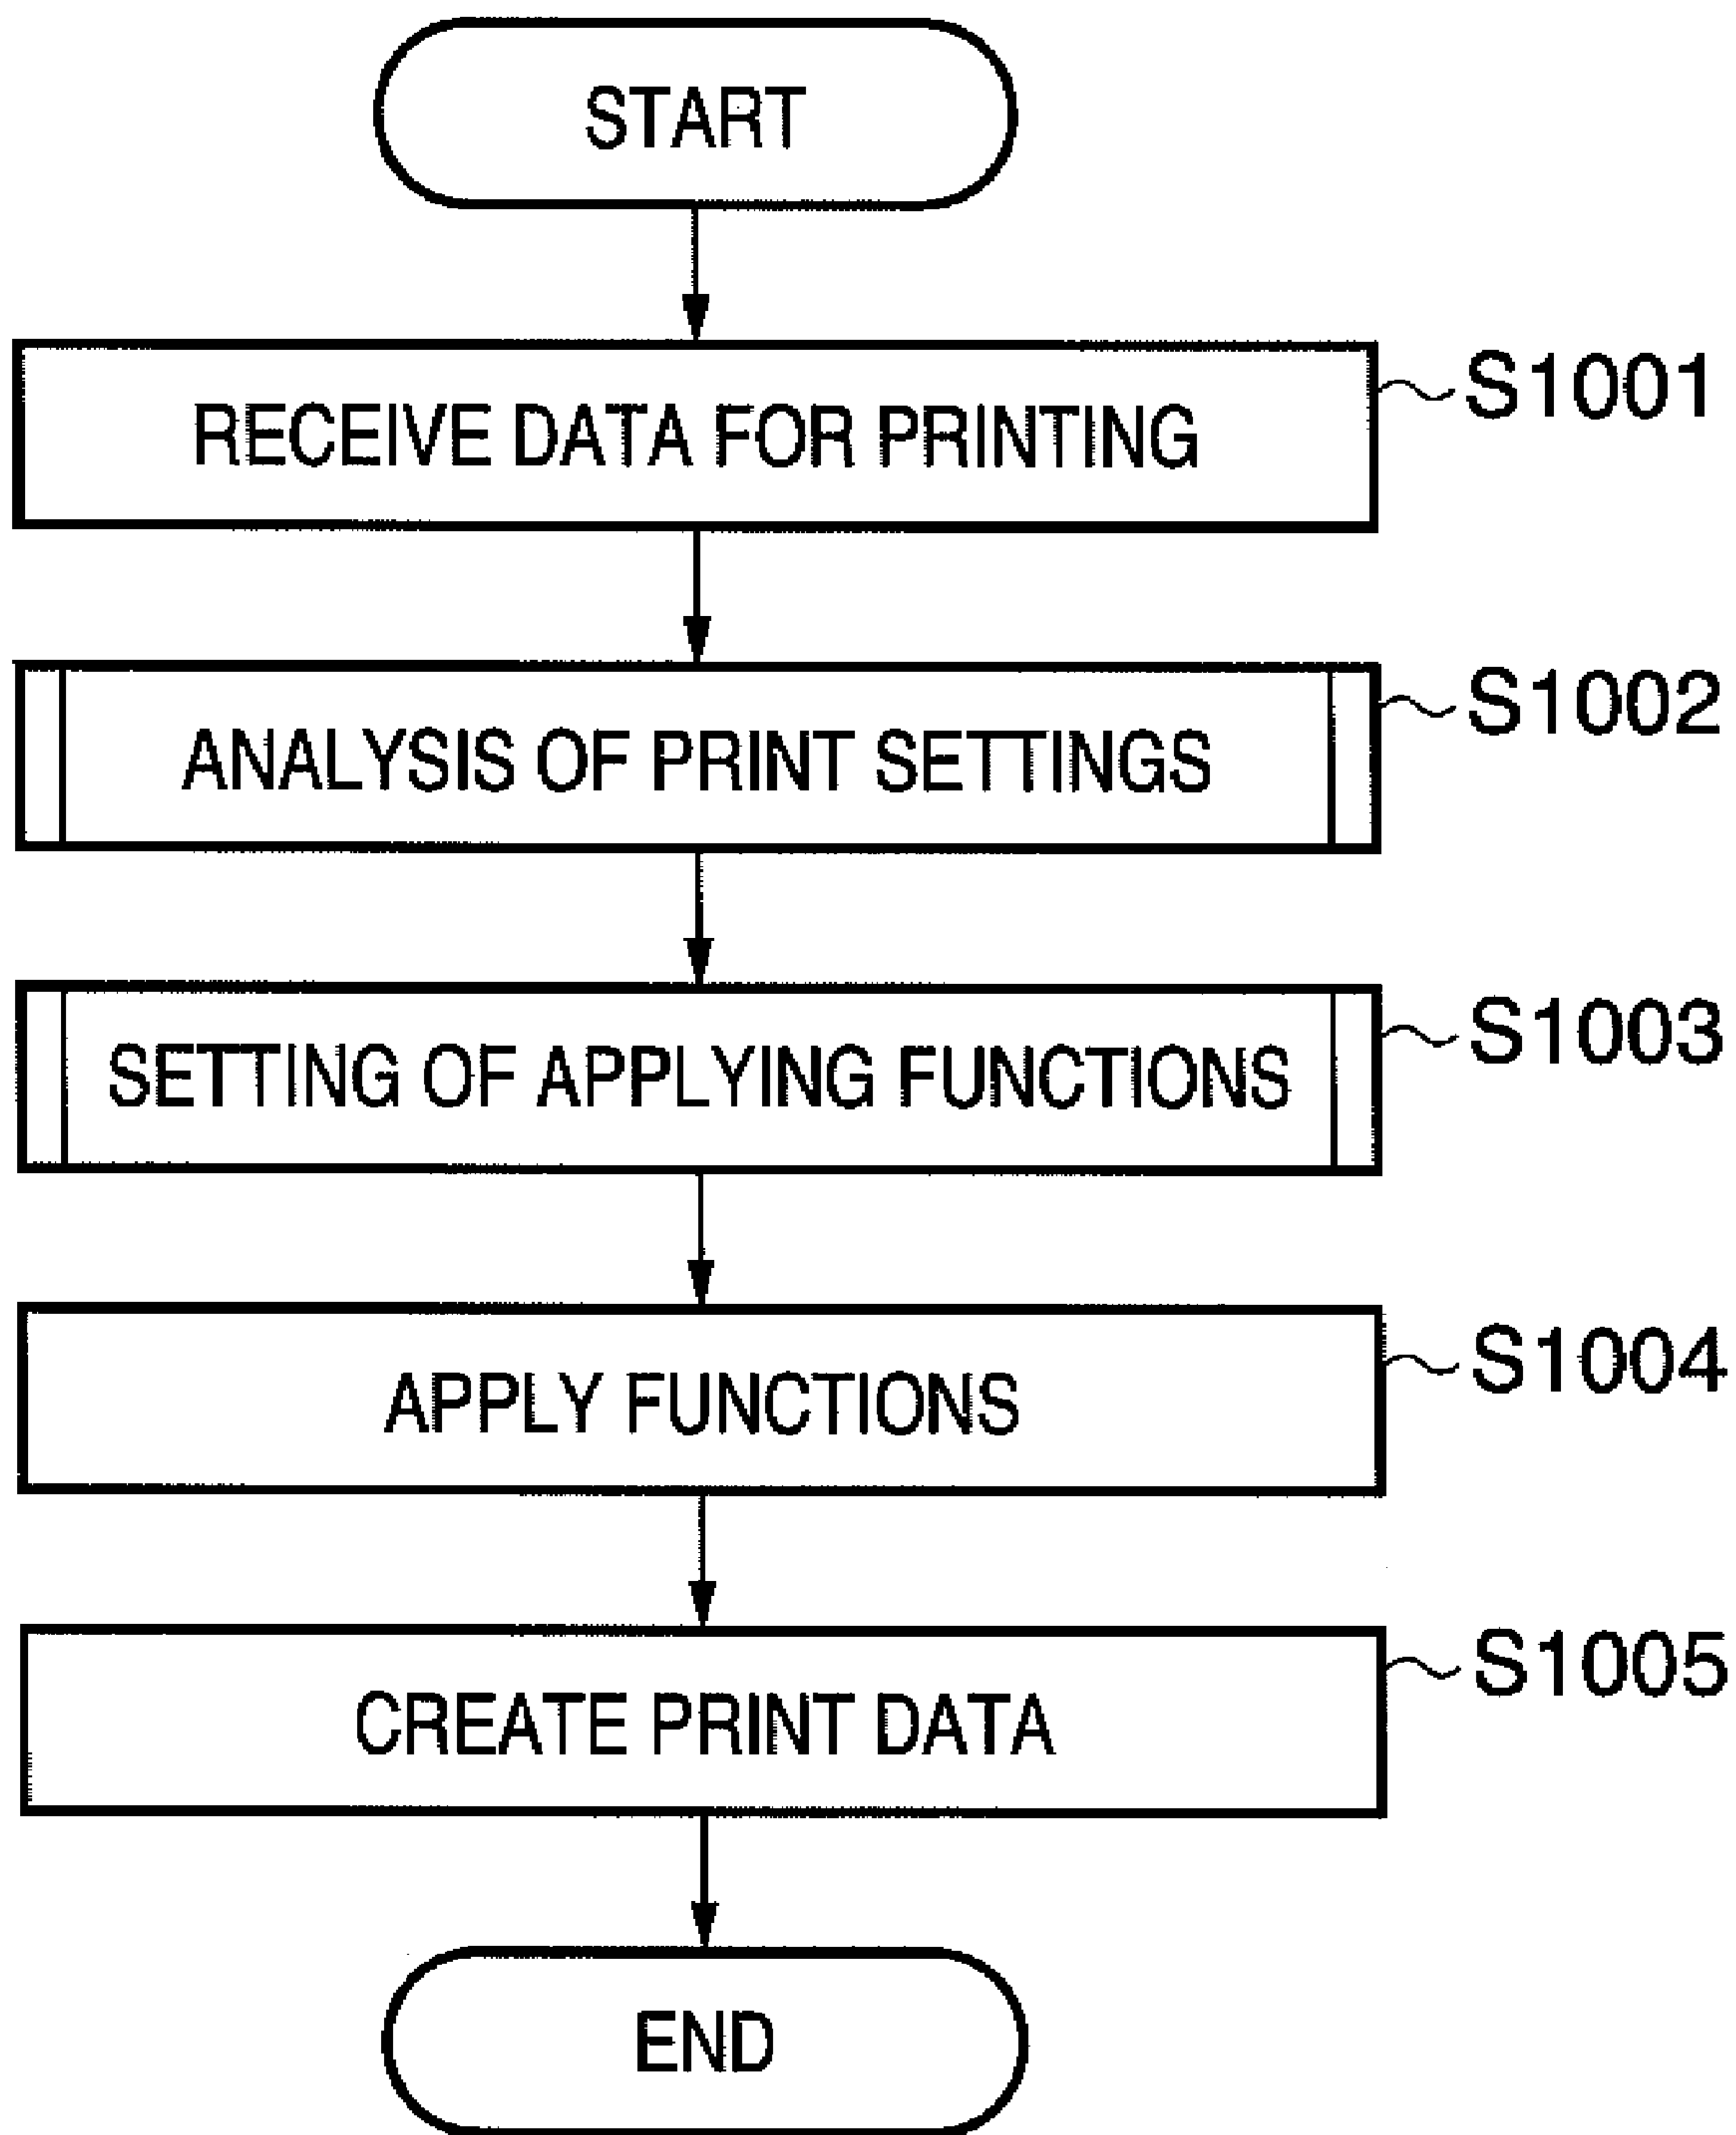 START
RECEIVE DATA FOR PRINTING
S1001
ANALYSIS OF PRINT SETTINGS
S1002
SETTING OF APPLYING FUNCTIONS
S1003
APPLY FUNCTIONS
S1004
CREATE PRINT DATA
S1005
END